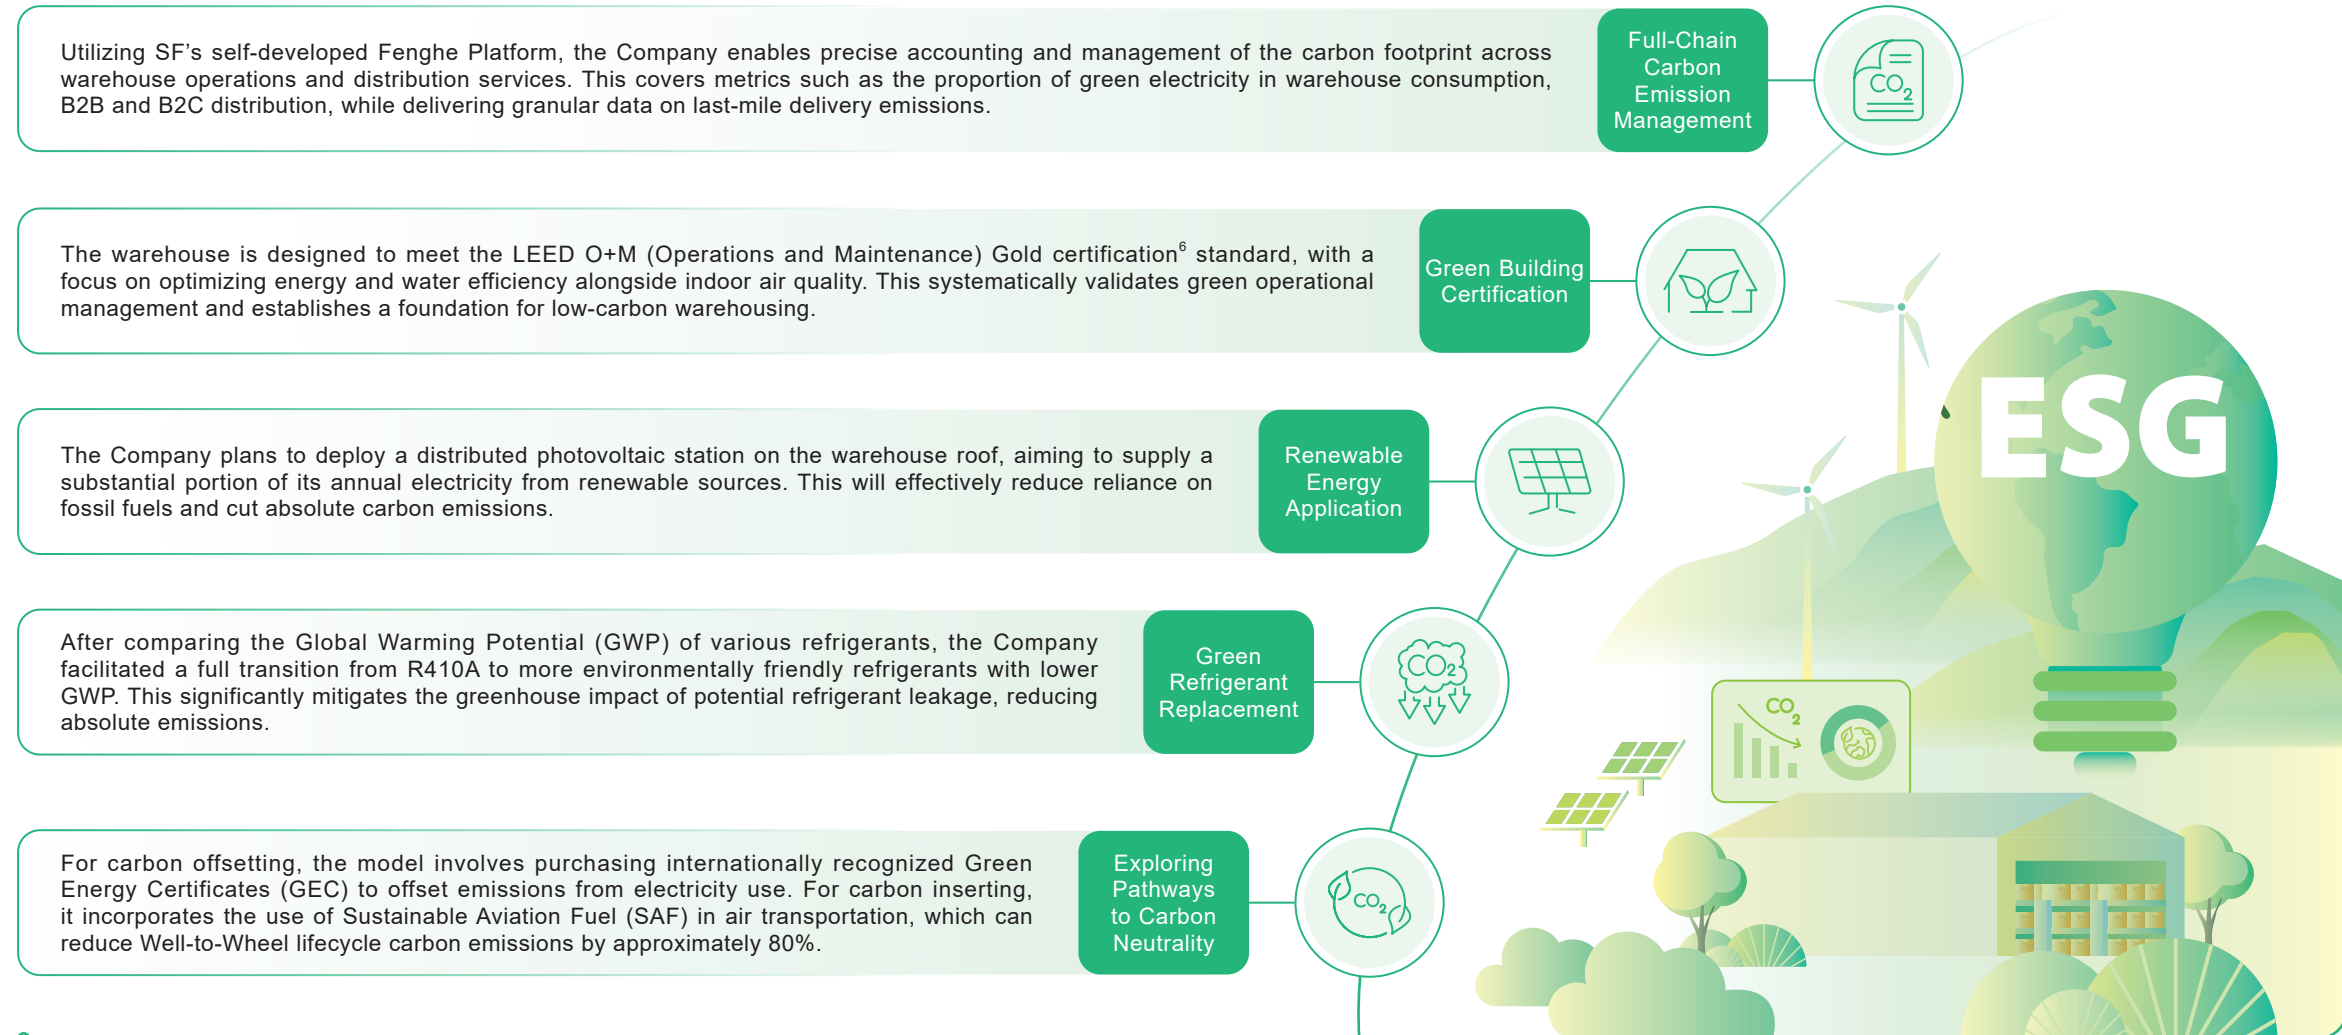 Utilizing SF’s self-developed Fenghe Platform, the Company enables precise accounting and management of the carbon footprint across
warehouse operations and distribution services. This covers metrics such as the proportion of green electricity in warehouse consumption,
B2B and B2C distribution, while delivering granular data on last-mile delivery emissions.
Full-Chain
Carbon
Emission
Management
CO2
The warehouse is designed to meet the LEED O+M (Operations and Maintenance) Gold certification6 standard, with a
focus on optimizing energy and water efficiency alongside indoor air quality. This systematically validates green operational
management and establishes a foundation for low-carbon warehousing.
Green Building
Certification
The Company plans to deploy a distributed photovoltaic station on the warehouse roof, aiming to supply a
substantial portion of its annual electricity from renewable sources. This will effectively reduce reliance on
fossil fuels and cut absolute carbon emissions.
Renewable
Energy
Application
ESG
After comparing the Global Warming Potential (GWP) of various refrigerants, the Company
facilitated a full transition from R410A to more environmentally friendly refrigerants with lower
GWP. This significantly mitigates the greenhouse impact of potential refrigerant leakage, reducing
absolute emissions.
Green
Refrigerant
Replacement
CO2
CO2
For carbon offsetting, the model involves purchasing internationally recognized Green
Energy Certificates (GEC) to offset emissions from electricity use. For carbon inserting,
it incorporates the use of Sustainable Aviation Fuel (SAF) in air transportation, which can
reduce Well-to-Wheel lifecycle carbon emissions by approximately 80%.
Exploring
Pathways
to Carbon
Neutrality
CO2